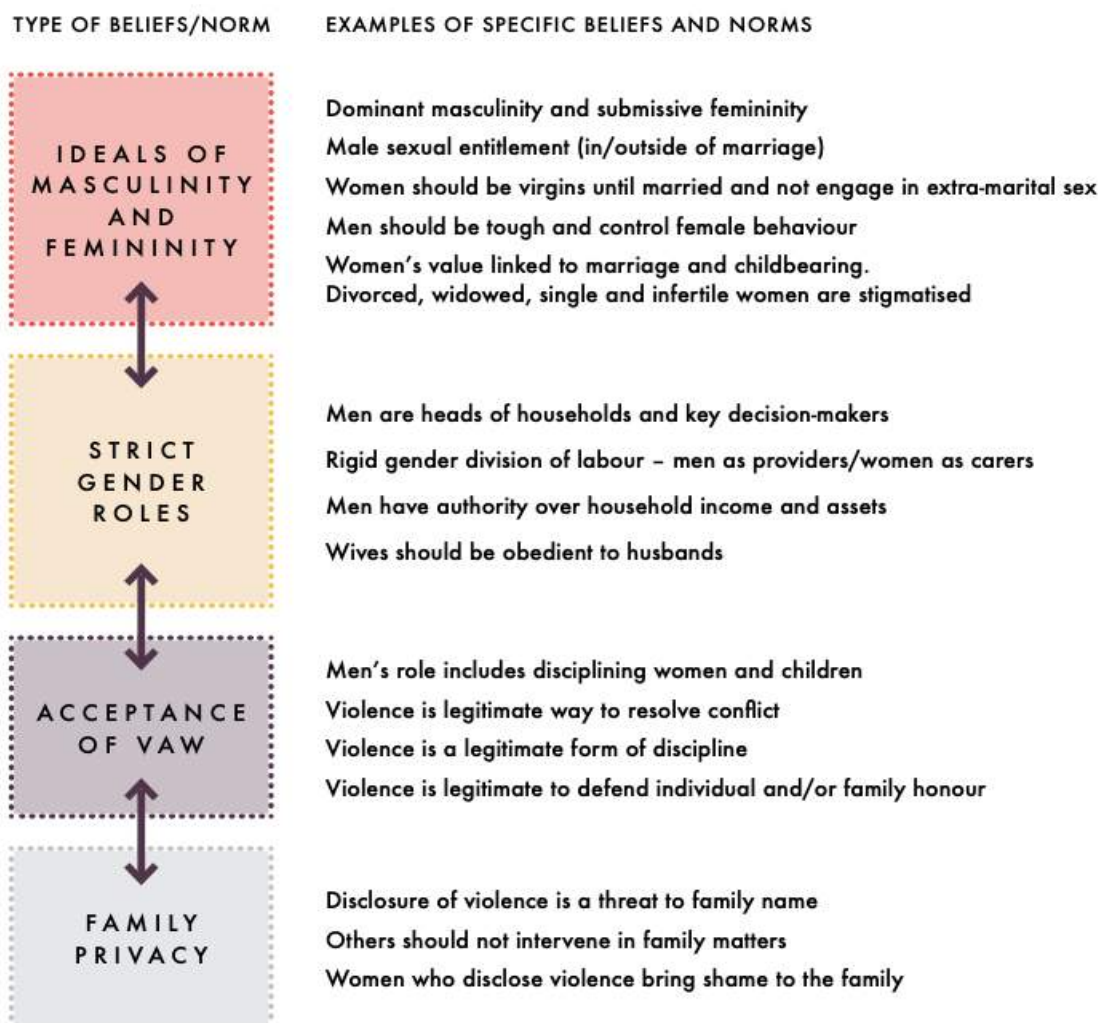 TYPE OF BELIEFS/NORM
EXAMPLES OF SPECIFIC BELIEFS AND NORMS
IDEALS OF
MASCULINITY
AND
FEMININITY
Dominant masculinity and submissive femininity
Male sexual entitlement (in/outside of marriage)
Women should be virgins until married and not engage in extra-marital sex
Men should be tough and control female behaviour
Women’s value linked to marriage and childbearing.
Divorced, widowed, single and infertile women are stigmatised
STRICT
GENDER
ROLES
Men are heads of households and key decision-makers
Rigid gender division of labour – men as providers/women as carers
Men have authority over household income and assets
Wives should be obedient to husbands
ACCEPTANCE
OF VAW
Men’s role includes disciplining women and children
Violence is legitimate way to resolve conflict
Violence is a legitimate form of discipline
Violence is legitimate to defend individual and/or family honour
FAMILY
PRIVACY
Disclosure of violence is a threat to family name
Others should not intervene in family matters
Women who disclose violence bring shame to the family